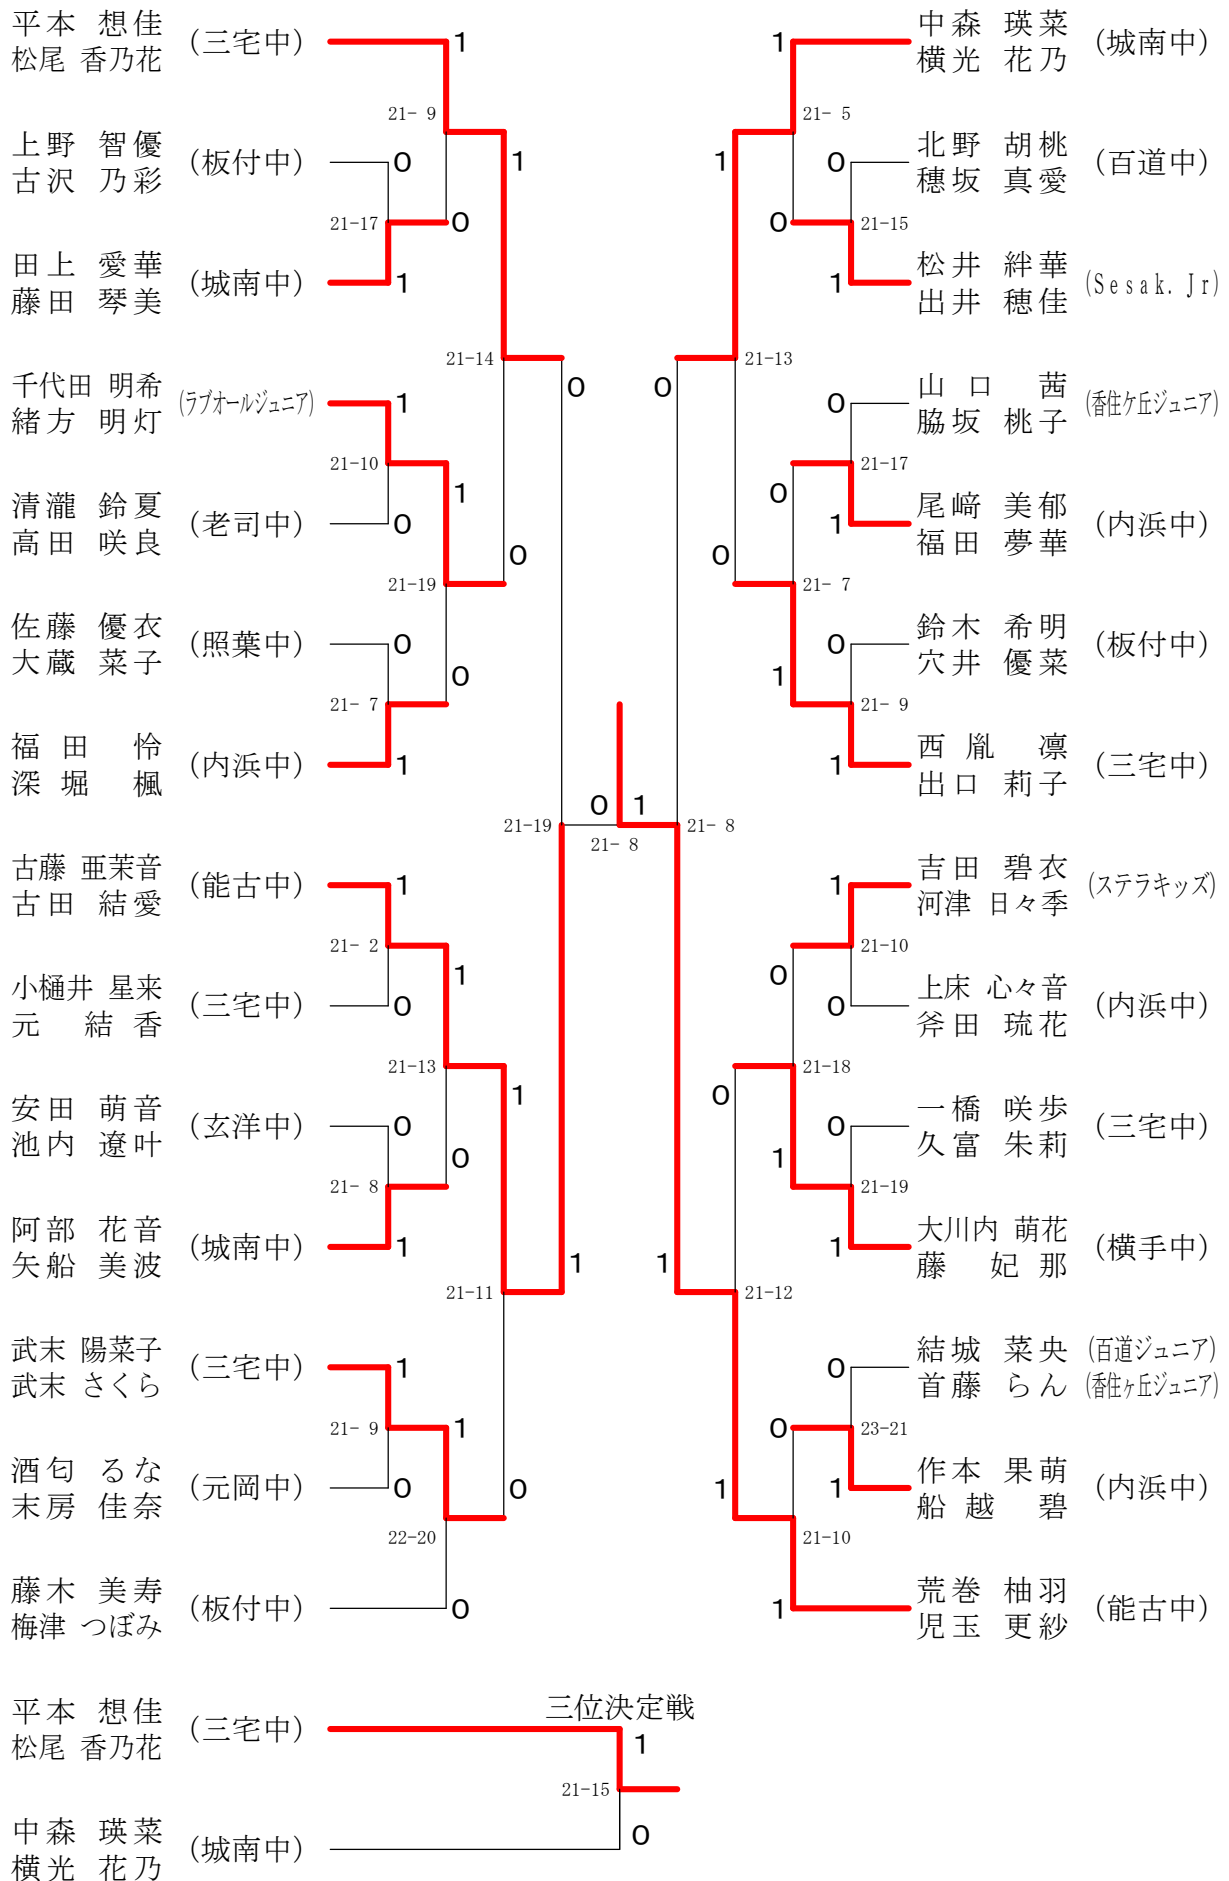 平本 想佳
松尾 香乃花
(三宅中)
1
21- 9
上野 智優
古沢 乃彩
(板付中)
0
1
21-17
0
田上 愛華
藤田 琴美
(城南中)
1
21-14
0
千代田 明希
緒方 明灯
(ラブオールジュニア)
1
21-10
1
清瀧 鈴夏
高田 咲良
(老司中)
0
0
21-19
佐藤 優衣
大蔵 菜子
(照葉中)
0
0
21- 7
福田 怜
深堀 楓
(内浜中)
1
21-19
0 1
21- 8
古藤 亜茉音
古田 結愛
(能古中)
1
21- 2
1
小樋井 星来
元 結香
(三宅中)
0
21-13
1
安田 萌音
池内 遼叶
(玄洋中)
0
0
21- 8
阿部 花音
矢船 美波
(城南中)
1
1
21-11
武末 陽菜子
武末 さくら
(三宅中)
1
21- 9
1
酒匂 るな
末房 佳奈
(元岡中)
0
0
22-20
藤木 美寿
梅津 つぼみ
(板付中)
0
中森 瑛菜
横光 花乃
(城南中)
1
21- 5
北野 胡桃
穂坂 真愛
(百道中)
0
1
0
21-15
松井 絆華
出井 穂佳
(Sesak. Jr)
1
21-13
0
山口 茜
脇坂 桃子
(香住ケ丘ジュニア)
0
21-17
0
尾﨑 美郁
福田 夢華
(内浜中)
1
0
21- 7
鈴木 希明
穴井 優菜
(板付中)
0
1
21- 9
西胤 凛
出口 莉子
(三宅中)
1
21- 8
吉田 碧衣
河津 日々季
(ステラキッズ)
1
21-10
0
上床 心々音
斧田 琉花
(内浜中)
0
21-18
0
一橋 咲歩
久富 朱莉
(三宅中)
0
1
21-19
大川内 萌花
藤 妃那
(横手中)
1
1
21-12
結城 菜央
首藤 らん
(百道ジュニア)
(香住ヶ丘ジュニア)
0
0
23-21
作本 果萌
船越 碧
(内浜中)
1
1
21-10
荒巻 柚羽
児玉 更紗
(能古中)
1
三位決定戦
平本 想佳
松尾 香乃花
(三宅中)
1
21-15
中森 瑛菜
横光 花乃
(城南中)
0